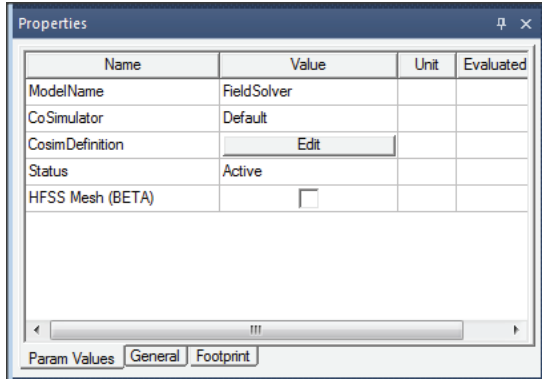 Properties
Name Value Unit Evaluated
ModelName FieldSolver
CoSimulator Default
CosimDefinition Edit
Status Active
HFSS Mesh (BETA)
Param Values General Footprint